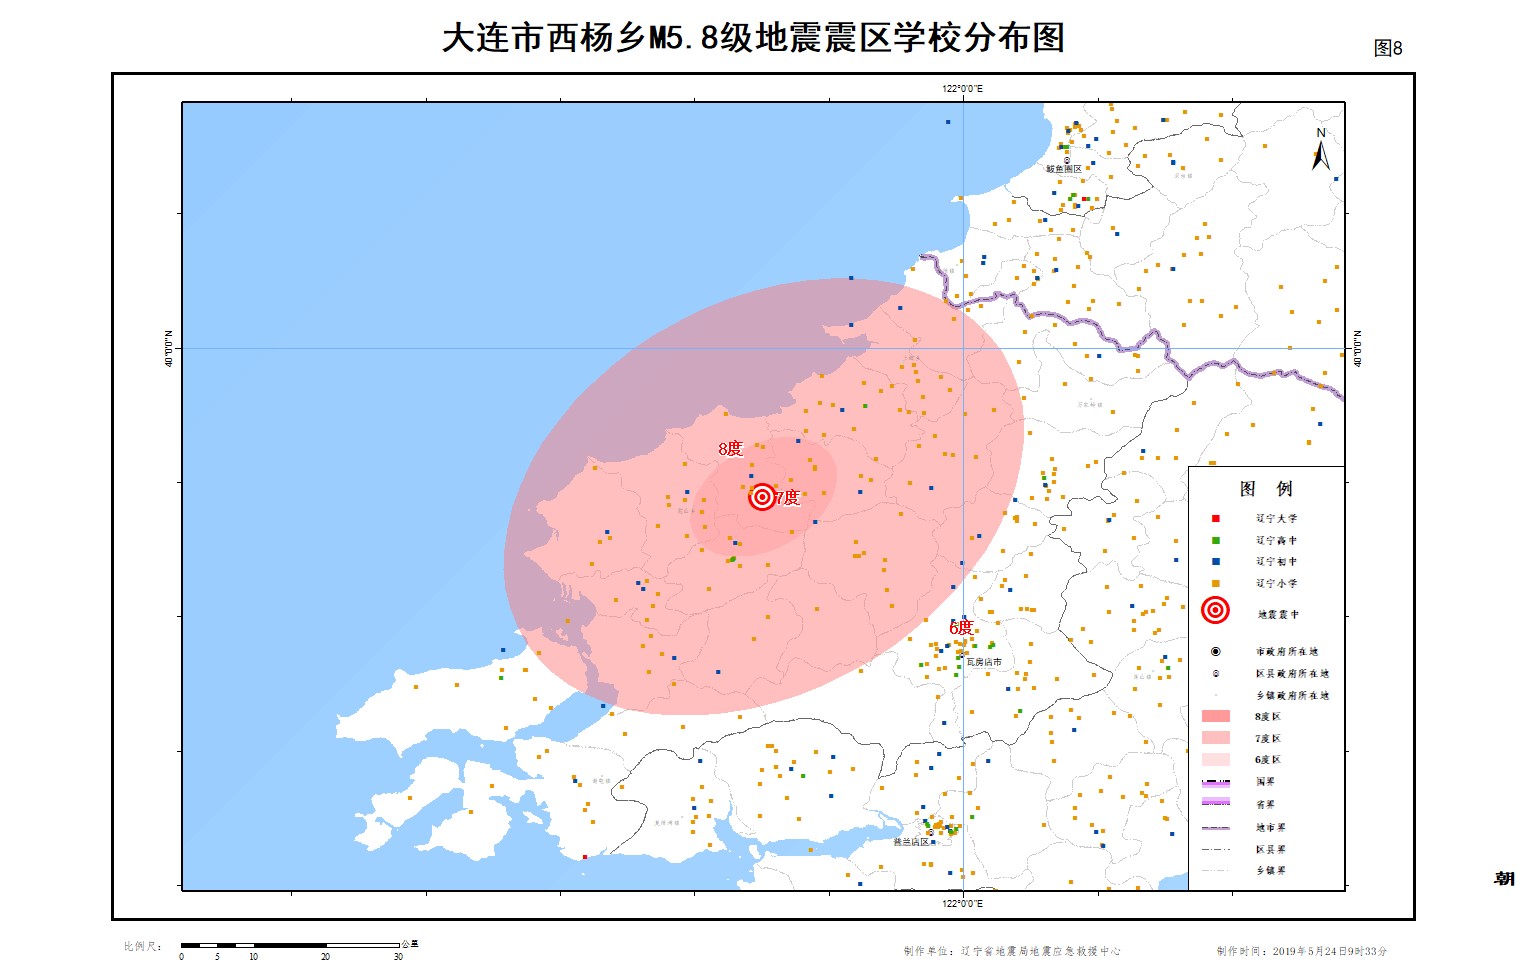 大连市西杨乡M5.8级地震震区学校分布图
图8
122°0'0"E
N
鲅鱼圈区
40°0'0"N
40°0'0"N
8度
7度
6度
瓦房店市
普兰店区
图 例
辽宁大学
辽宁高中
辽宁初中
辽宁小学
地震震中
市政府所在地
区县政府所在地
乡镇政府所在地
8度区
7度区
6度区
国界
省界
地市界
区县界
乡镇界
朝
122°0'0"E
比例尺：
公里
0 5 10 20 30
制作单位：辽宁省地震局地震应急救援中心
制作时间：2019年5月24日9时33分